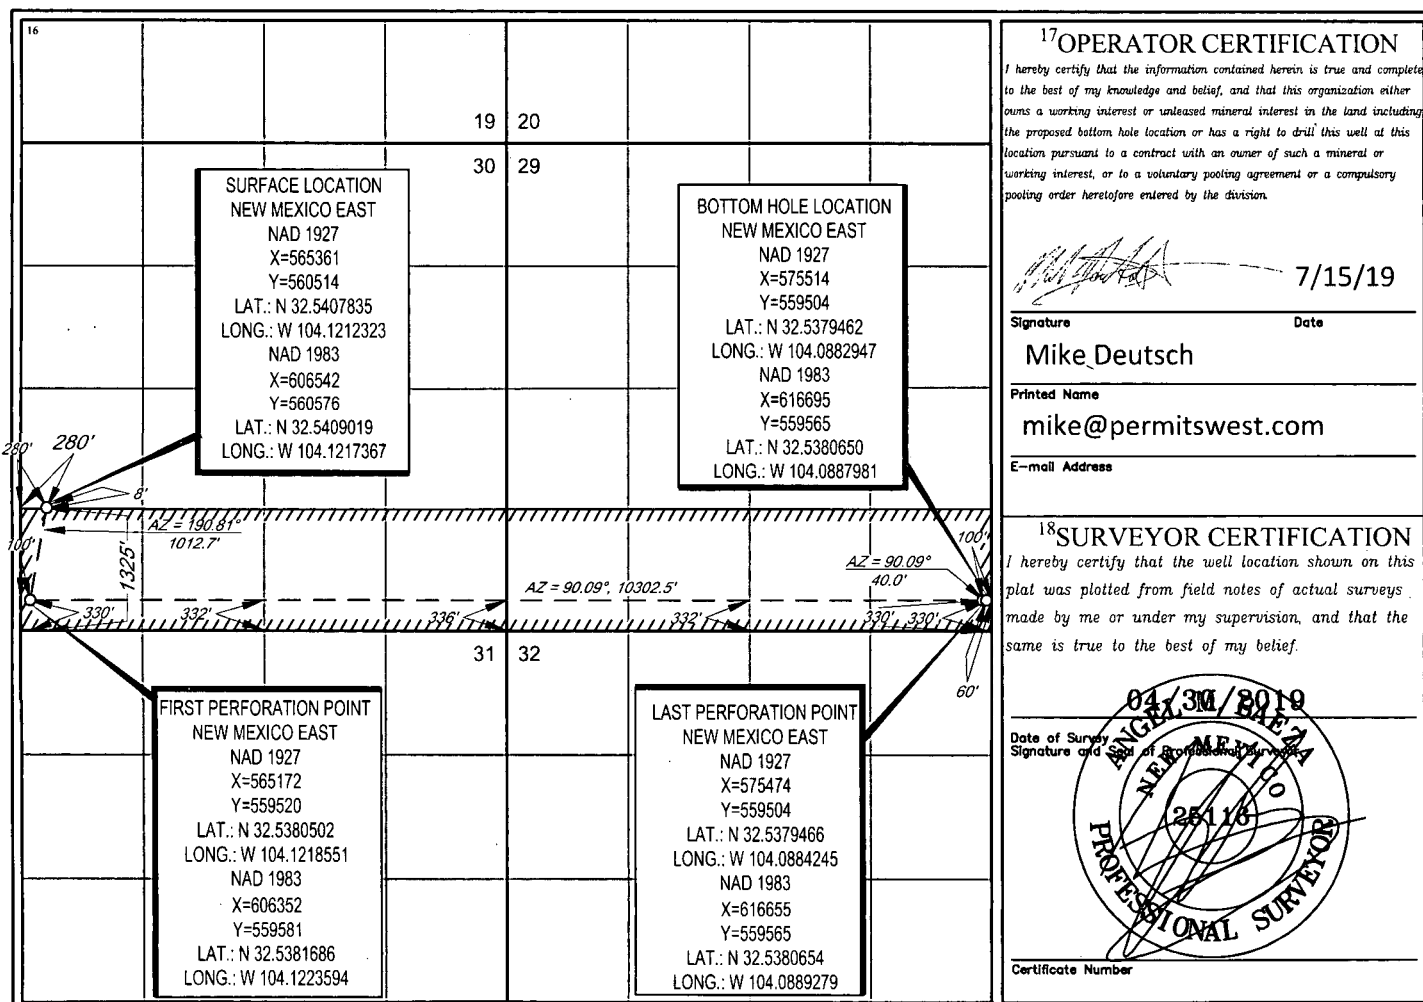 16
19 20
30 29
SURFACE LOCATION
NEW MEXICO EAST
NAD 1927
X=565361
Y=560514
LAT.: N 32.5407835
LONG.: W 104.1212323
NAD 1983
X=606542
Y=560576
LAT.: N 32.5409019
LONG.: W 104.1217367
BOTTOM HOLE LOCATION
NEW MEXICO EAST
NAD 1927
X=575514
Y=559504
LAT.: N 32.5379462
LONG.: W 104.0882947
NAD 1983
X=616695
Y=559565
LAT.: N 32.5380650
LONG.: W 104.0887981
280' 280'
8'
AZ = 190.81°
1012.7'
100'
1325'
100'
AZ = 90.09°
40.0'
AZ = 90.09°, 10302.5'
330' 332' 336' 332' 330' 330'
60'
31 32
FIRST PERFORATION POINT
NEW MEXICO EAST
NAD 1927
X=565172
Y=559520
LAT.: N 32.5380502
LONG.: W 104.1218551
NAD 1983
X=606352
Y=559581
LAT.: N 32.5381686
LONG.: W 104.1223594
LAST PERFORATION POINT
NEW MEXICO EAST
NAD 1927
X=575474
Y=559504
LAT.: N 32.5379466
LONG.: W 104.0884245
NAD 1983
X=616655
Y=559565
LAT.: N 32.5380654
LONG.: W 104.0889279
17OPERATOR CERTIFICATION
I hereby certify that the information contained herein is true and complete
to the best of my knowledge and belief, and that this organization either
owns a working interest or unleased mineral interest in the land including
the proposed bottom hole location or has a right to drill this well at this
location pursuant to a contract with an owner of such a mineral or
working interest, or to a voluntary pooling agreement or a compulsory
pooling order heretofore entered by the division.
7/15/19
Signature Date
Mike Deutsch
Printed Name
mike@permitswest.com
E-mail Address
18SURVEYOR CERTIFICATION
I hereby certify that the well location shown on this
plat was plotted from field notes of actual surveys
made by me or under my supervision, and that the
same is true to the best of my belief.
04/30/2019
Date of Survey
Signature and Seal of Professional Surveyor
ANGEL M. BAEZA
NEW MEXICO
25116
PROFESSIONAL SURVEYOR
Certificate Number